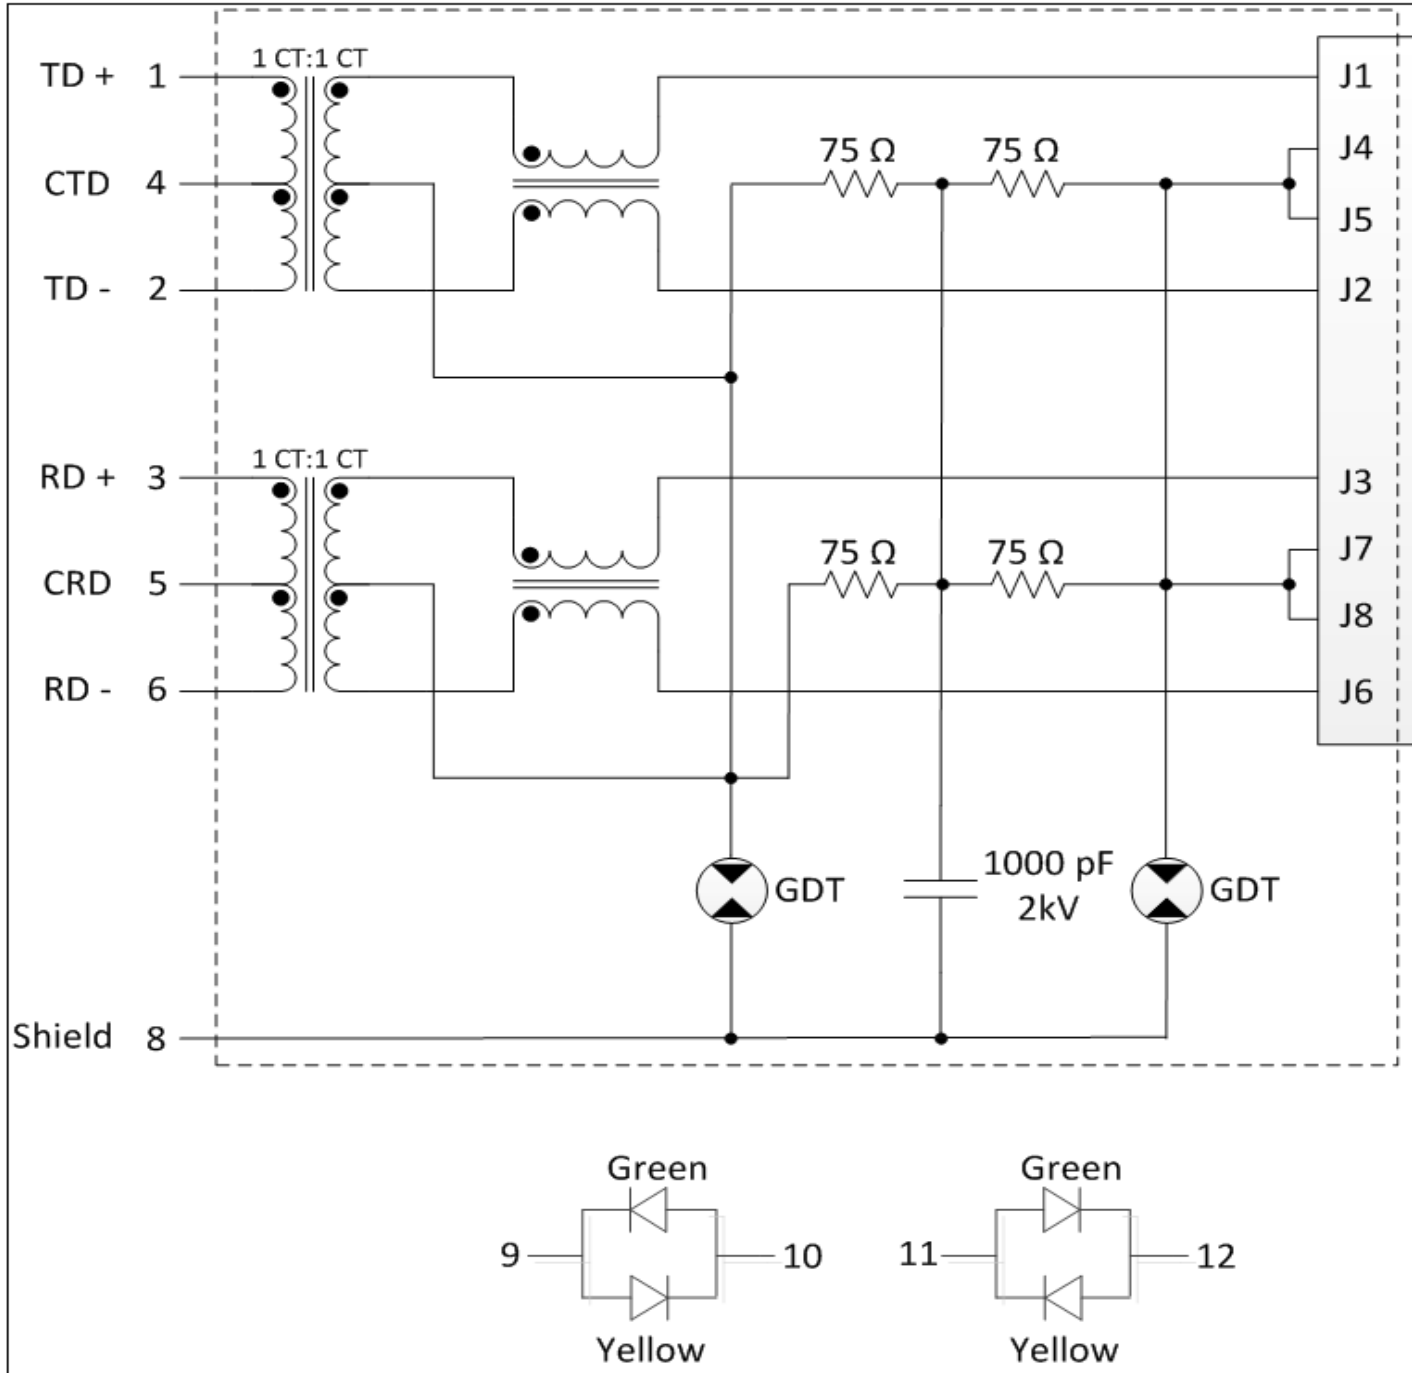 1 CT:1 CT
TD + 1
J1
J4
75 Ω 75 Ω
CTD 4
J5
TD - 2
J2
1 CT:1 CT
RD + 3
J3
J7
75 Ω 75 Ω
CRD 5
J8
RD - 6
J6
1000 pF
2kV
GDT
GDT
Shield 8
Green
Green
9 10
11 12
Yellow
Yellow